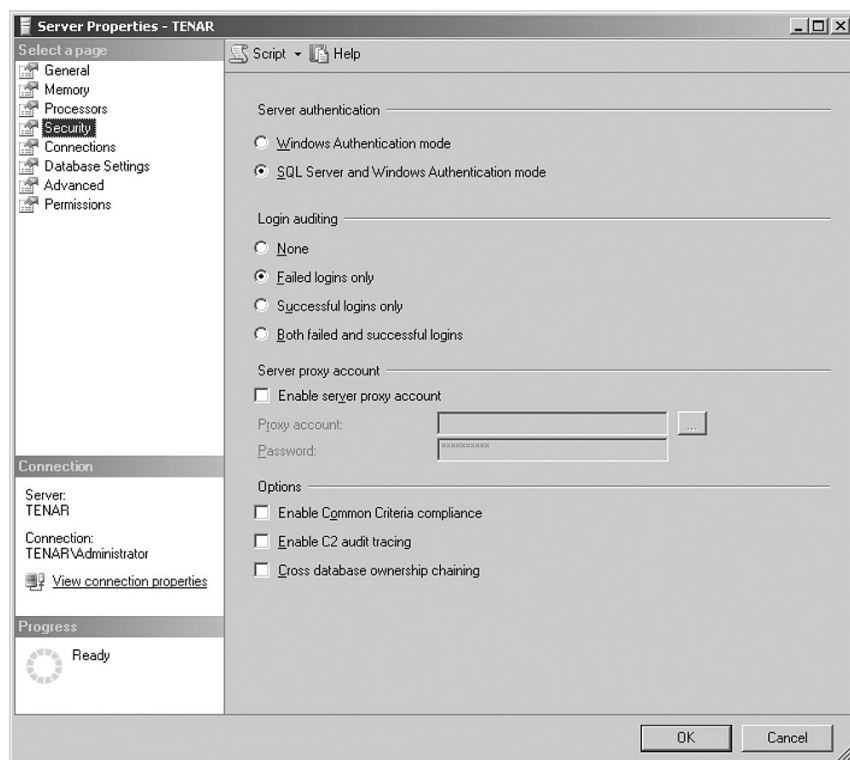 Server Properties - TENAR
Select a page
General
Memory
Processors
Security
Connections
Database Settings
Advanced
Permissions
Script Help
Server authentication
Windows Authentication mode
SQL Server and Windows Authentication mode
Login auditing
None
Failed logins only
Successful logins only
Both failed and successful logins
Server proxy account
Enable server proxy account
Proxy account:
...
Password:
**********
Options
Enable Common Criteria compliance
Enable C2 audit tracing
Cross database ownership chaining
Connection
Server:
TENAR
Connection:
TENAR\Administrator
View connection properties
Progress
Ready
OK Cancel